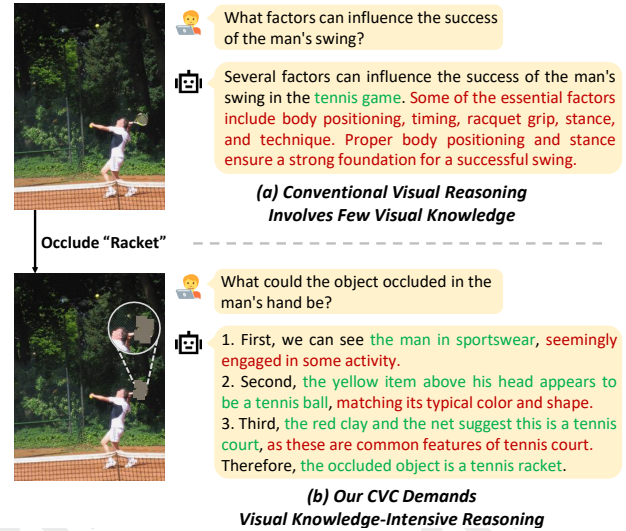 What factors can influence the success
of the man's swing?
Several factors can influence the success of the man's
swing in the tennis game. Some of the essential factors
include body positioning, timing, racquet grip, stance,
and technique. Proper body positioning and stance
ensure a strong foundation for a successful swing.
(a) Conventional Visual Reasoning
Involves Few Visual Knowledge
Occlude “Racket”
What could the object occluded in the
man's hand be?
1. First, we can see the man in sportswear, seemingly
engaged in some activity.
2. Second, the yellow item above his head appears to
be a tennis ball, matching its typical color and shape.
3. Third, the red clay and the net suggest this is a tennis
court, as these are common features of tennis court.
Therefore, the occluded object is a tennis racket.
(b) Our CVC Demands
Visual Knowledge-Intensive Reasoning